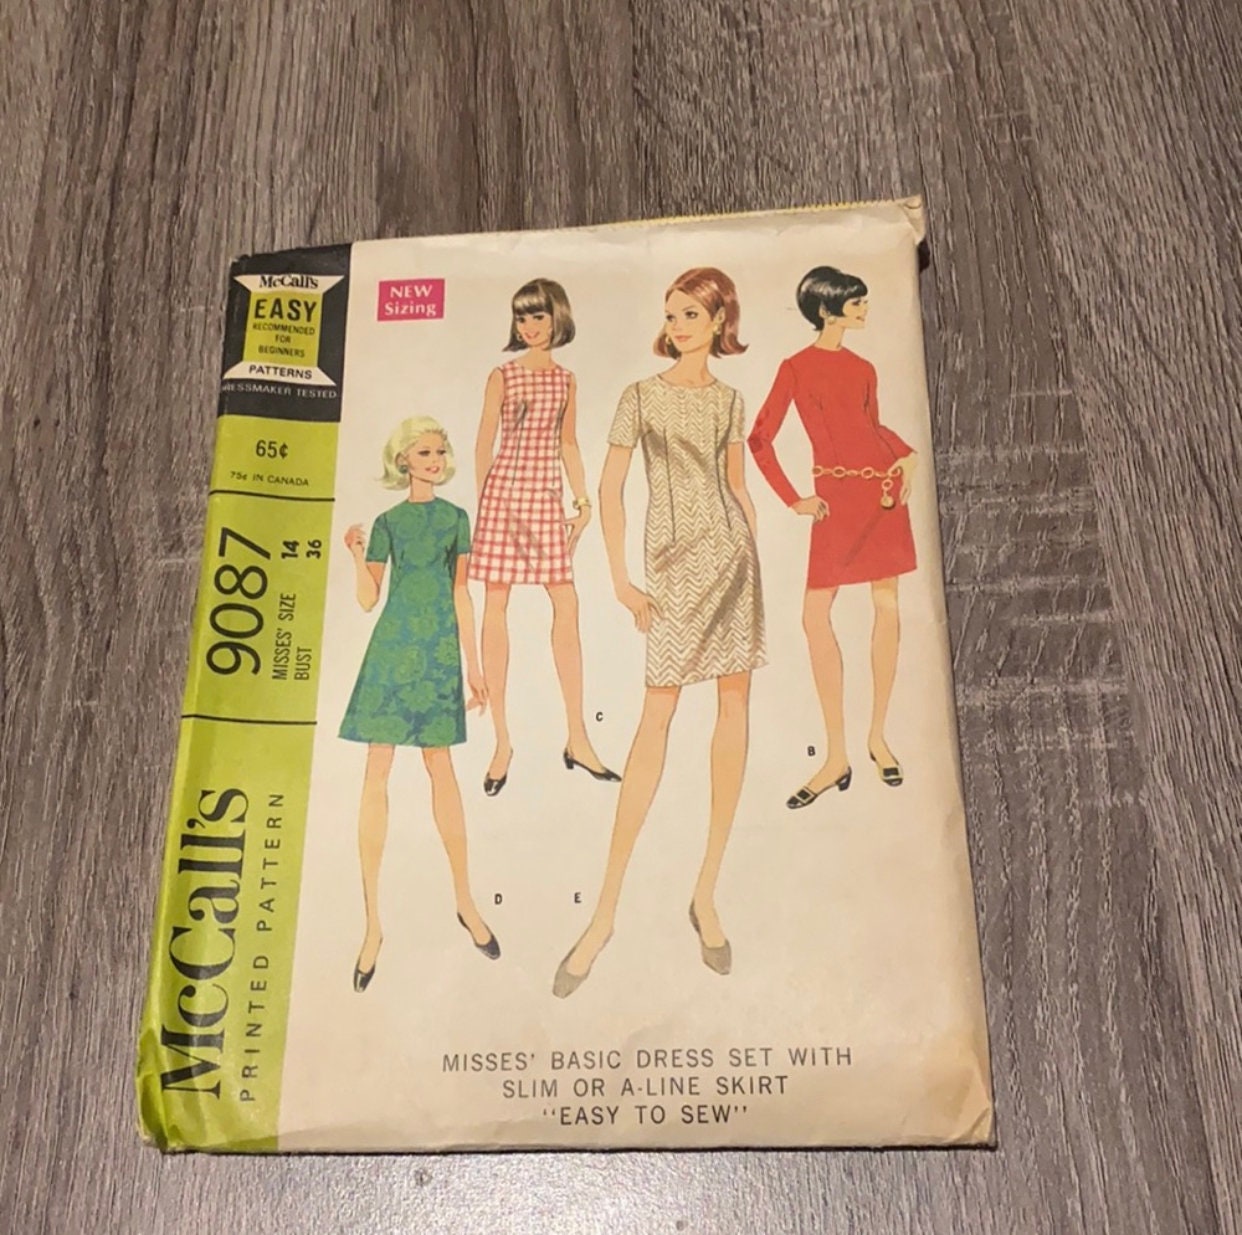 McCall's
EASY
RECOMMENDED
FOR
BEGINNERS
PATTERNS
DRESSMAKER TESTED
65¢
75¢ IN CANADA
9087
MISSES' SIZE 14
BUST 36
McCall's
PRINTED PATTERN
NEW
Sizing
C
B
D
E
MISSES' BASIC DRESS SET WITH
SLIM OR A-LINE SKIRT
"EASY TO SEW"